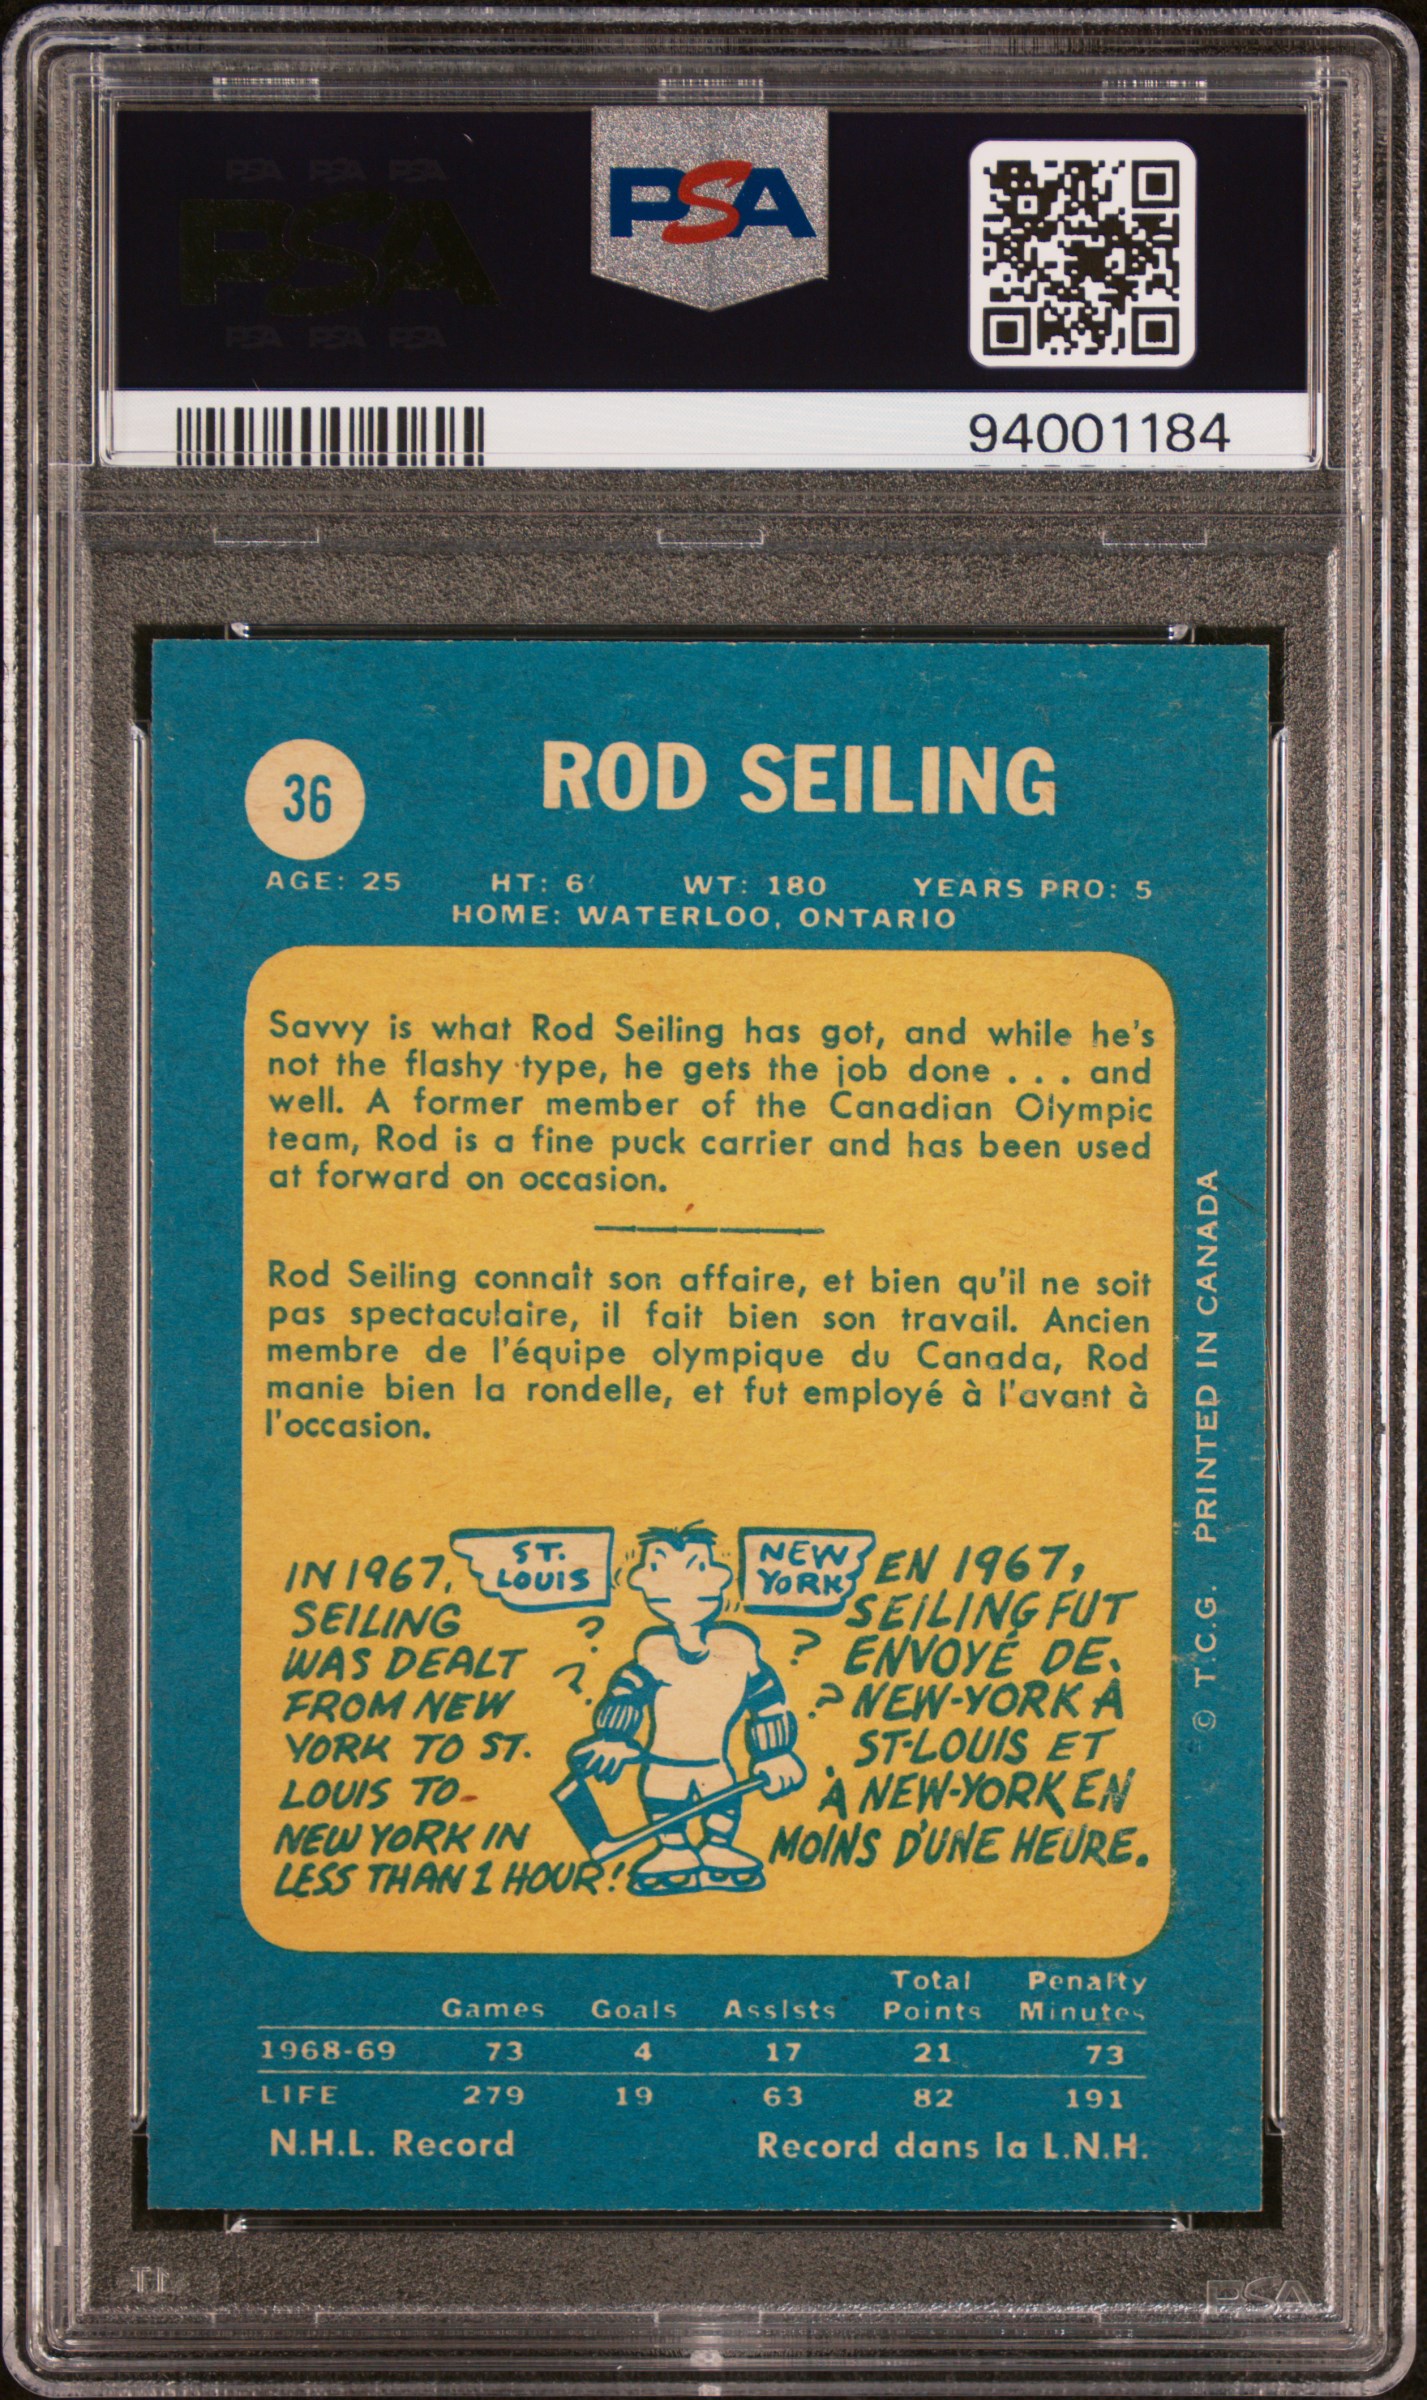 PSA PSA PSA
PSA
PSA PSA PSA
PSA
94001184
36
ROD SEILING
AGE: 25 HT: 6' WT: 180 YEARS PRO: 5
HOME: WATERLOO, ONTARIO
Savvy is what Rod Seiling has got, and while he's
not the flashy type, he gets the job done . . . and
well. A former member of the Canadian Olympic
team, Rod is a fine puck carrier and has been used
at forward on occasion.
Rod Seiling connaît son affaire, et bien qu'il ne soit
pas spectaculaire, il fait bien son travail. Ancien
membre de l'équipe olympique du Canada, Rod
manie bien la rondelle, et fut employé à l'avant à
l'occasion.
IN 1967,
SEILING
WAS DEALT
FROM NEW
YORK TO ST.
LOUIS TO
NEW YORK IN
LESS THAN 1 HOUR!
ST.
LOUIS
NEW
YORK
? ? ? ?
EN 1967,
SEILING FUT
ENVOYÉ DE
NEW-YORK À
ST-LOUIS ET
À NEW-YORK EN
MOINS D'UNE HEURE.
© T.C.G. PRINTED IN CANADA
Games Goals Assists Total Points Penalty Minutes
1968-69 73 4 17 21 73
LIFE 279 19 63 82 191
N.H.L. Record Record dans la L.N.H.
PSA